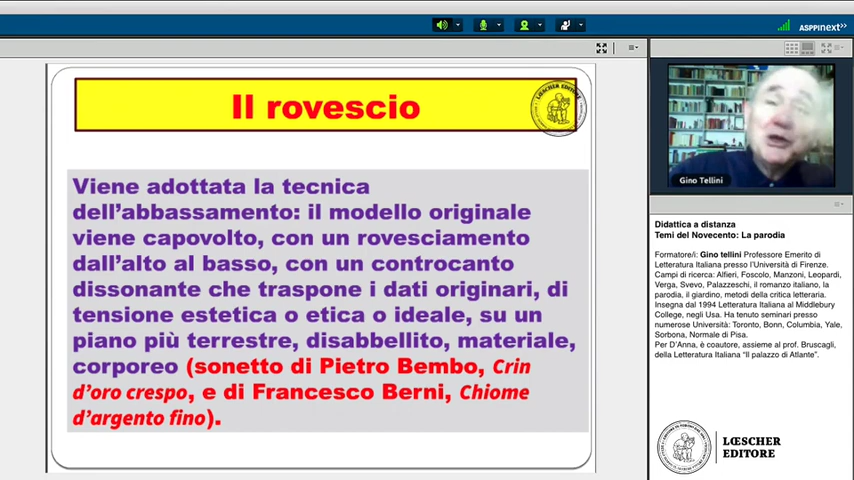 ASPPInext>>
Il rovescio
LŒSCHER EDITORE
Viene adottata la tecnica
dell'abbassamento: il modello originale
viene capovolto, con un rovesciamento
dall'alto al basso, con un controcanto
dissonante che traspone i dati originari, di
tensione estetica o etica o ideale, su un
piano più terrestre, disabbellito, materiale,
corporeo (sonetto di Pietro Bembo, Crin
d'oro crespo, e di Francesco Berni, Chiome
d'argento fino).
Gino Tellini
Didattica a distanza
Temi del Novecento: La parodia
Formatore/i: Gino tellini Professore Emerito di
Letteratura Italiana presso l'Università di Firenze.
Campi di ricerca: Alfieri, Foscolo, Manzoni, Leopardi,
Verga, Svevo, Palazzeschi, il romanzo italiano, la
parodia, il giardino, metodi della critica letteraria.
Insegna dal 1994 Letteratura Italiana al Middlebury
College, negli Usa. Ha tenuto seminari presso
numerose Università: Toronto, Bonn, Columbia, Yale,
Sorbona, Normale di Pisa.
Per D'Anna, è coautore, assieme al prof. Bruscagli,
della Letteratura Italiana "Il palazzo di Atlante".
LŒSCHER
EDITORE